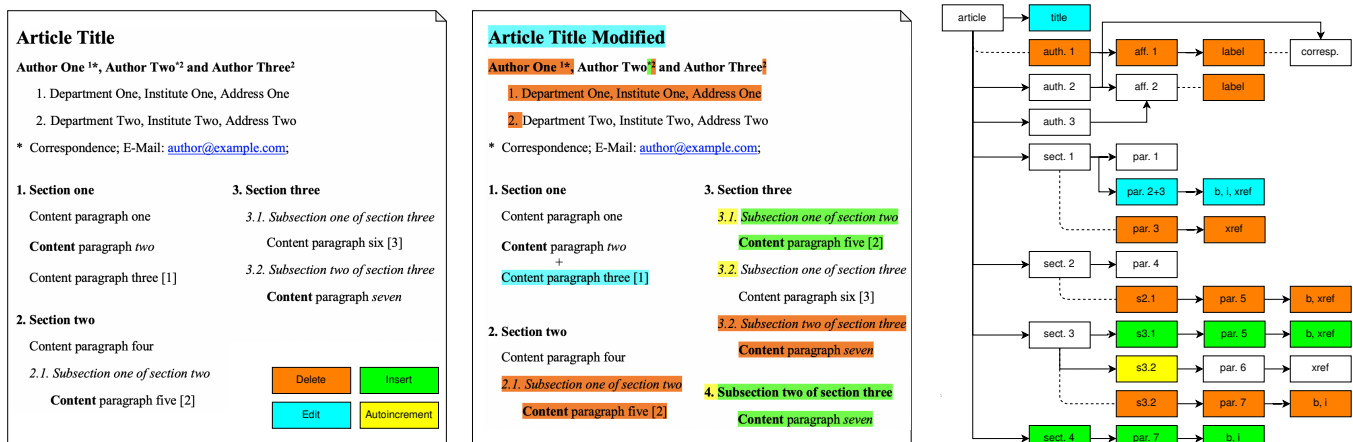 Article Title
Author One 1*, Author Two*2 and Author Three2
1. Department One, Institute One, Address One
2. Department Two, Institute Two, Address Two
* Correspondence; E-Mail: author@example.com;
1. Section one
Content paragraph one
Content paragraph two
Content paragraph three [1]
2. Section two
Content paragraph four
2.1. Subsection one of section two
Content paragraph five [2]
3. Section three
3.1. Subsection one of section three
Content paragraph six [3]
3.2. Subsection two of section three
Content paragraph seven
Delete
Insert
Edit
Autoincrement
Article Title Modified
Author One 1*, Author Two*2 and Author Three2
1. Department One, Institute One, Address One
2. Department Two, Institute Two, Address Two
* Correspondence; E-Mail: author@example.com;
1. Section one
Content paragraph one
Content paragraph two
+
Content paragraph three [1]
2. Section two
Content paragraph four
2.1. Subsection one of section two
Content paragraph five [2]
3. Section three
3.1. Subsection one of section two
Content paragraph five [2]
3.2. Subsection one of section three
Content paragraph six [3]
3.2. Subsection two of section three
Content paragraph seven
4. Subsection two of section three
Content paragraph seven
article
title
auth. 1
aff. 1
label
corresp.
auth. 2
aff. 2
label
auth. 3
sect. 1
par. 1
par. 2+3
b, i, xref
par. 3
xref
sect. 2
par. 4
s2.1
par. 5
b, xref
sect. 3
s3.1
par. 5
b, xref
s3.2
par. 6
xref
s3.2
par. 7
b, i
sect. 4
par. 7
b, i